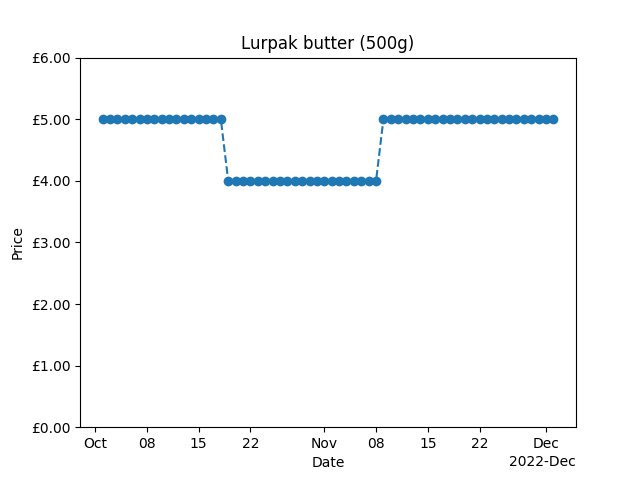 Lurpak butter (500g)
£6.00
£5.00
£4.00
£3.00
£2.00
£1.00
£0.00
Price
Oct 08 15 22 Nov 08 15 22 Dec
Date
2022-Dec